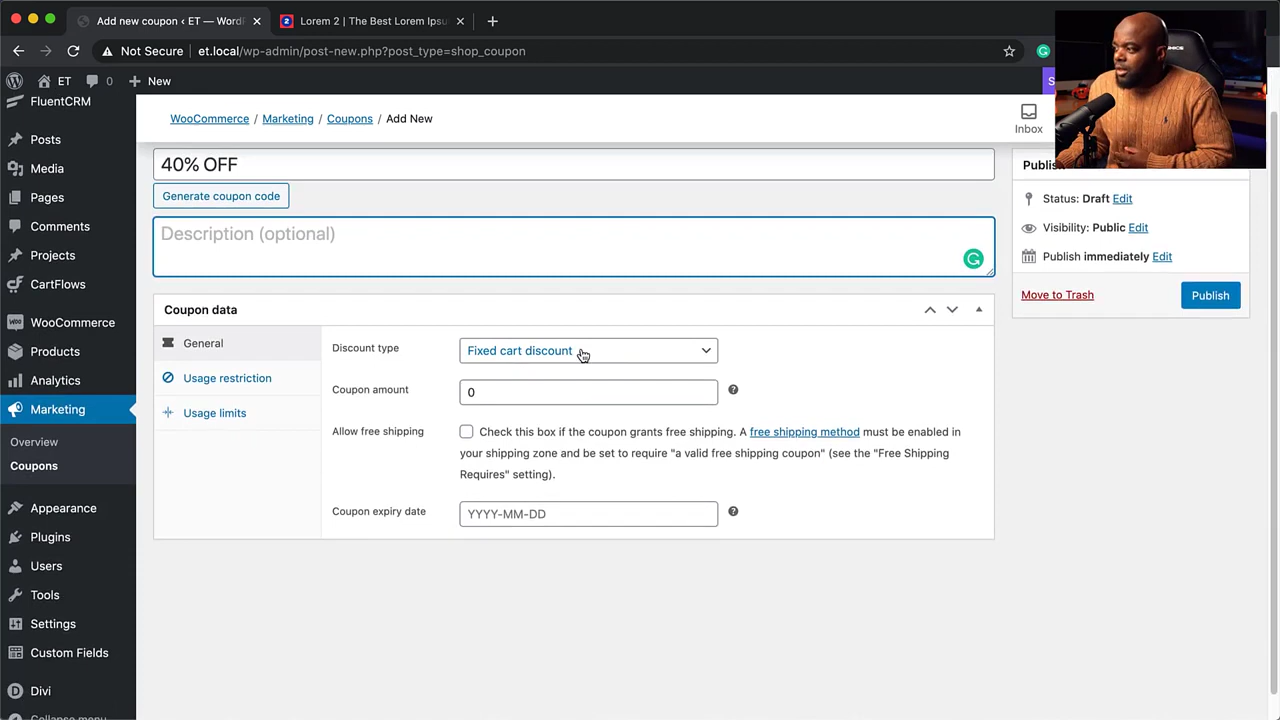 Add new coupon ‹ ET — Word
Lorem 2 | The Best Lorem Ipsu
Not Secure
et.local/wp-admin/post-new.php?post_type=shop_coupon
ET
0
New
FluentCRM
Posts
Media
Pages
Comments
Projects
CartFlows
WooCommerce
Products
Analytics
Marketing
Overview
Coupons
Appearance
Plugins
Users
Tools
Settings
Custom Fields
Divi
Collapse menu
WooCommerce / Marketing / Coupons / Add New
Inbox
40% OFF
Generate coupon code
Description (optional)
Coupon data
General
Usage restriction
Usage limits
Discount type
Fixed cart discount
Coupon amount
0
Allow free shipping
Check this box if the coupon grants free shipping. A free shipping method must be enabled in
your shipping zone and be set to require "a valid free shipping coupon" (see the "Free Shipping
Requires" setting).
Coupon expiry date
YYYY-MM-DD
Status: Draft Edit
Visibility: Public Edit
Publish immediately Edit
Move to Trash
Publish